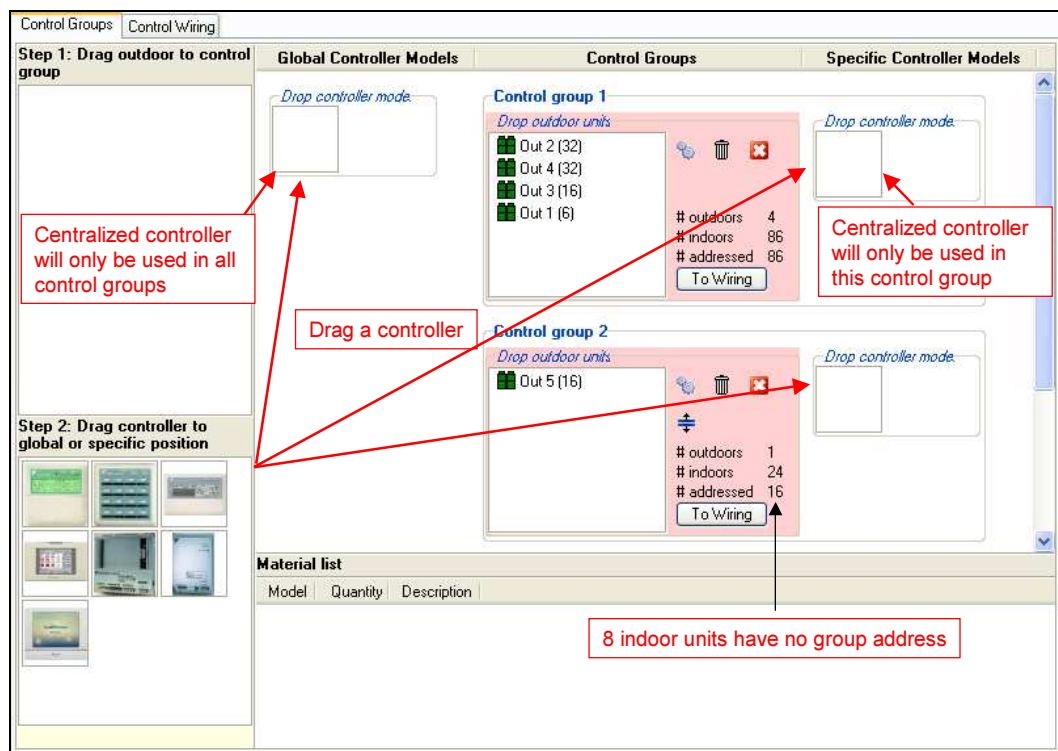 Control Groups
Control Wiring
Step 1: Drag outdoor to control
group
Global Controller Models
Control Groups
Specific Controller Models
Drop controller mode.
Control group 1
Drop outdoor units
Out 2 (32)
Out 4 (32)
Out 3 (16)
Out 1 (6)
# outdoors 4
# indoors 86
# addressed 86
To Wiring
Drop controller mode.
Centralized controller
will only be used in all
control groups
Centralized controller
will only be used in
this control group
Drag a controller
Control group 2
Drop outdoor units
Out 5 (16)
# outdoors 1
# indoors 24
# addressed 16
To Wiring
Drop controller mode.
Step 2: Drag controller to
global or specific position
Material list
Model Quantity Description
8 indoor units have no group address